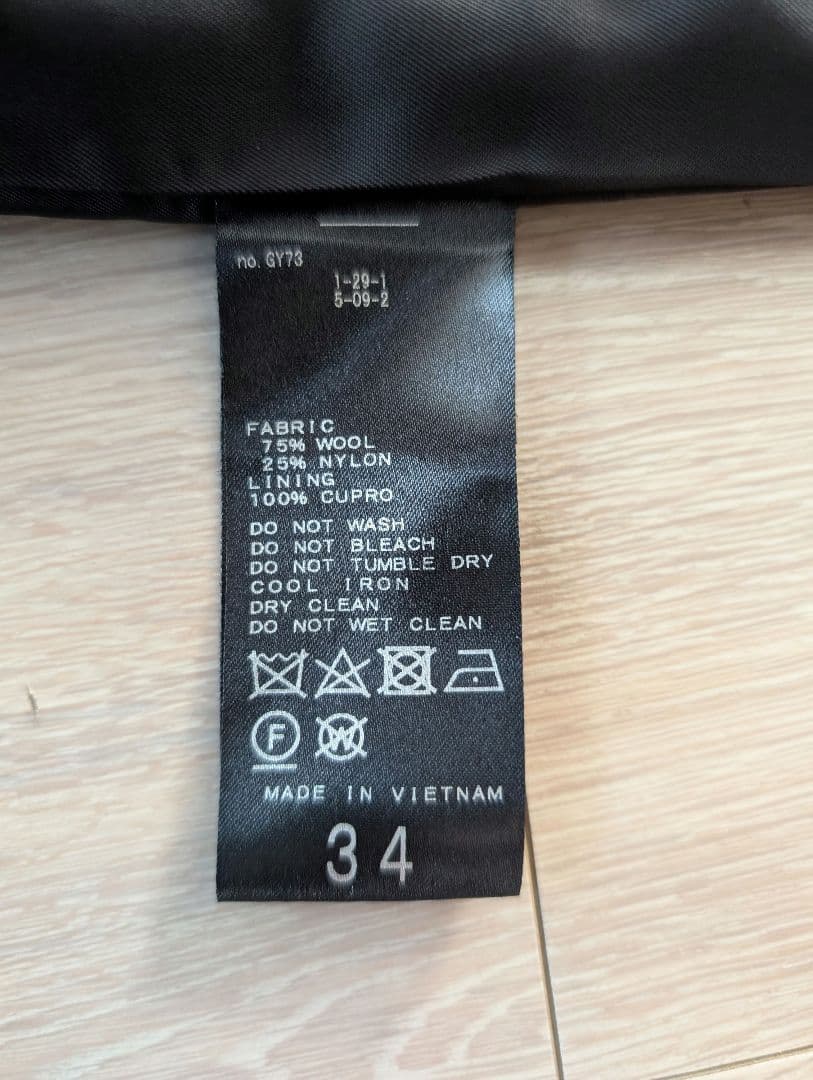 no. GY73
1-29-1
5-09-2
FABRIC
75% WOOL
25% NYLON
LINING
100% CUPRO
DO NOT WASH
DO NOT BLEACH
DO NOT TUMBLE DRY
COOL IRON
DRY CLEAN
DO NOT WET CLEAN
F W
MADE IN VIETNAM
34